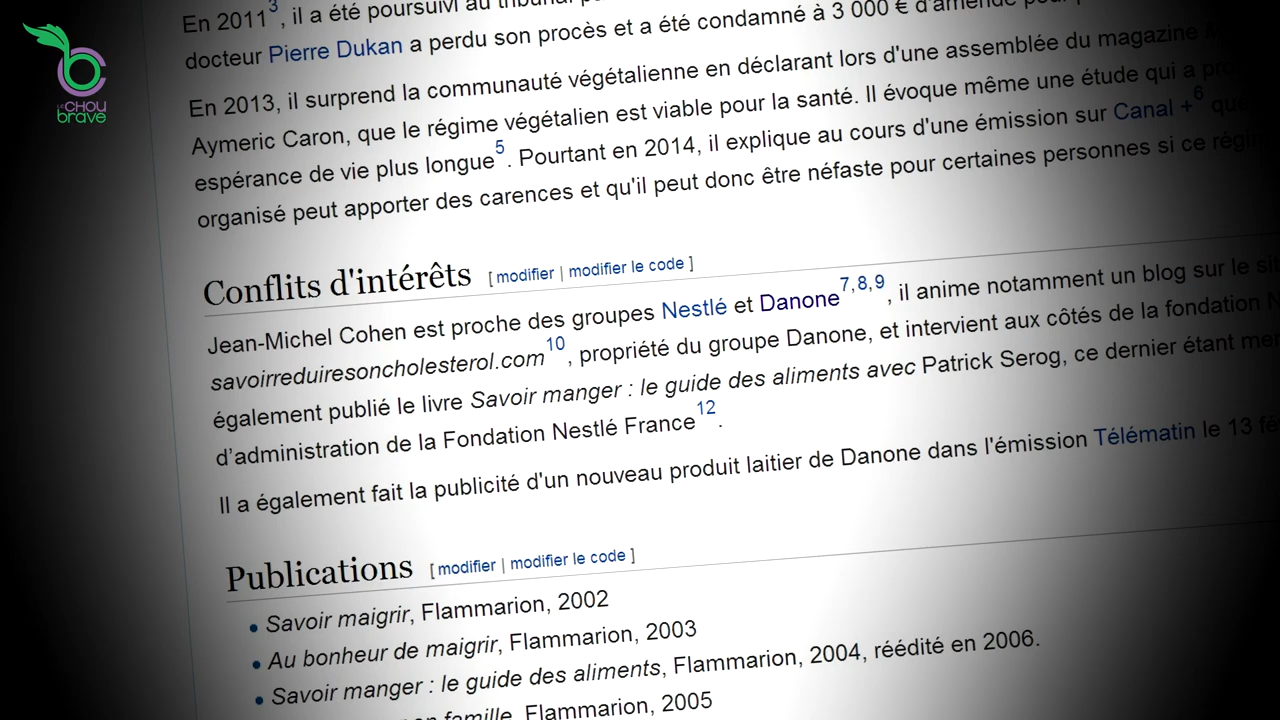 En 2011³, il a été poursuivi au tribunal
docteur Pierre Dukan a perdu son procès et a été condamné à 3 000 € d'amende
En 2013, il surprend la communauté végétalienne en déclarant lors d'une assemblée du magazine
Aymeric Caron, que le régime végétalien est viable pour la santé. Il évoque même une étude qui a
espérance de vie plus longue⁵. Pourtant en 2014, il explique au cours d'une émission sur Canal +⁶
organisé peut apporter des carences et qu'il peut donc être néfaste pour certaines personnes si ce
Conflits d'intérêts [ modifier | modifier le code ]
Jean-Michel Cohen est proche des groupes Nestlé et Danone⁷,⁸,⁹, il anime notamment un blog sur le
savoirreduiresoncholesterol.com¹⁰, propriété du groupe Danone, et intervient aux côtés de la fondation
également publié le livre Savoir manger : le guide des aliments avec Patrick Serog, ce dernier étant
d'administration de la Fondation Nestlé France¹².
Il a également fait la publicité d'un nouveau produit laitier de Danone dans l'émission Télématin le 13
Publications [ modifier | modifier le code ]
• Savoir maigrir, Flammarion, 2002
• Au bonheur de maigrir, Flammarion, 2003
• Savoir manger : le guide des aliments, Flammarion, 2004, réédité en 2006.
famille, Flammarion, 2005
LE CHOU
brave